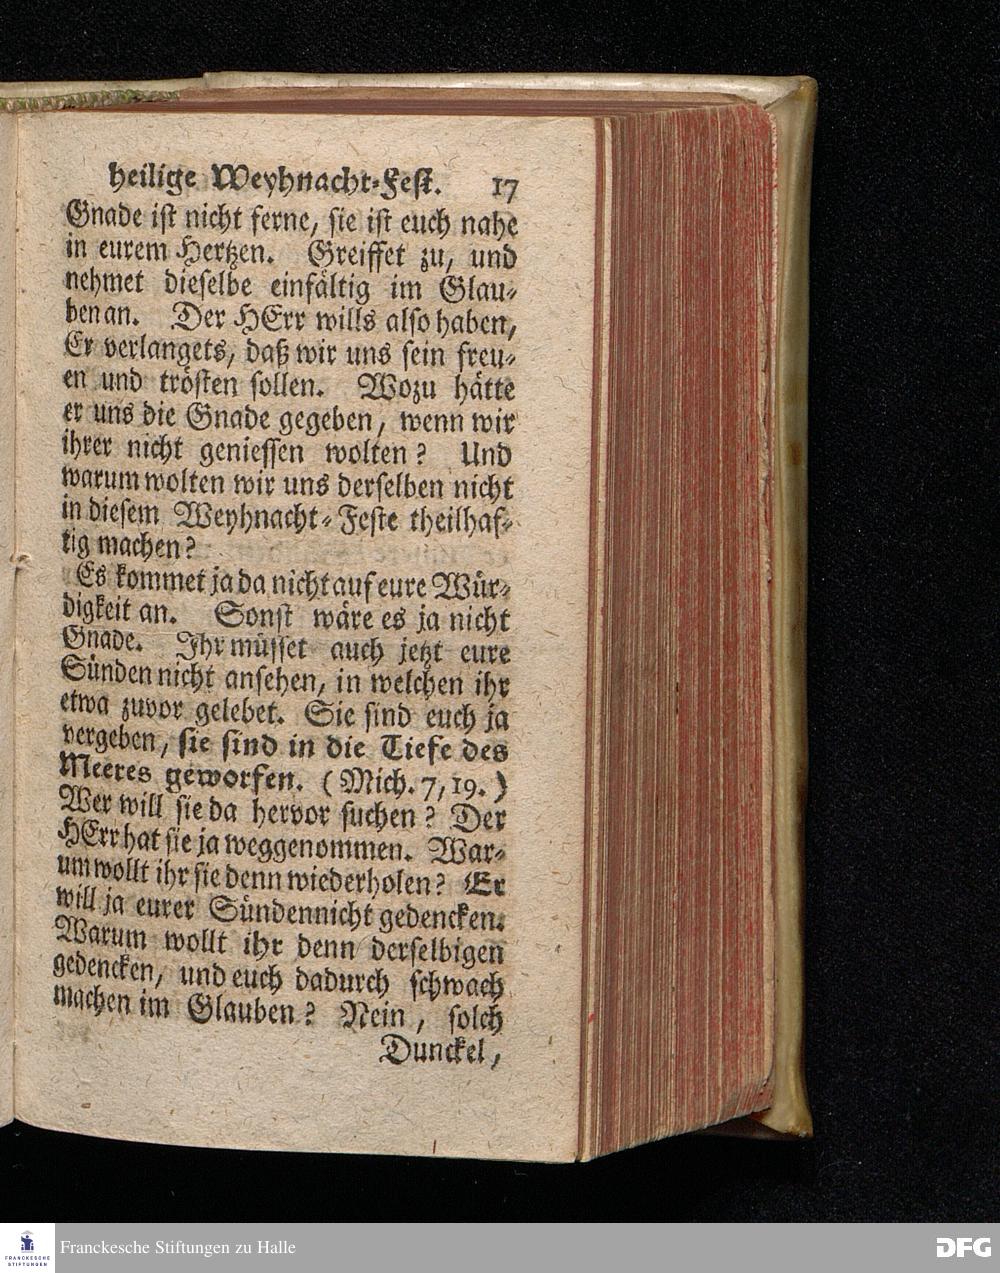 heilige Weyhnacht-Fest. 17
Gnade ist nicht ferne, sie ist euch nahe
in eurem Hertzen. Greiffet zu, und
nehmet dieselbe einfältig im Glau-
ben an. Der HErr wills also haben,
Er verlangets, daß wir uns sein freu-
en und trösten sollen. Wozu hätte
er uns die Gnade gegeben, wenn wir
ihrer nicht geniessen wolten? Und
warum wolten wir uns derselben nicht
in diesem Weyhnacht-Feste theilhaf-
tig machen?
Es kommet ja da nicht auf eure Wür-
digkeit an. Sonst wäre es ja nicht
Gnade. Ihr müsset auch jetzt eure
Sünden nicht ansehen, in welchen ihr
etwa zuvor gelebet. Sie sind euch ja
vergeben, sie sind in die Tiefe des
Meeres geworfen. (Mich. 7, 19.)
Wer will sie da hervor suchen? Der
HErr hat sie ja weggenommen. War-
um wollt ihr sie denn wiederholen? Er
will ja eurer Sünden nicht gedencken.
Warum wollt ihr denn derselbigen
gedencken, und euch dadurch schwach
machen im Glauben? Nein, solch
Dunckel,
FRANCKESCHE
STIFTUNGEN
Franckesche Stiftungen zu Halle
DFG